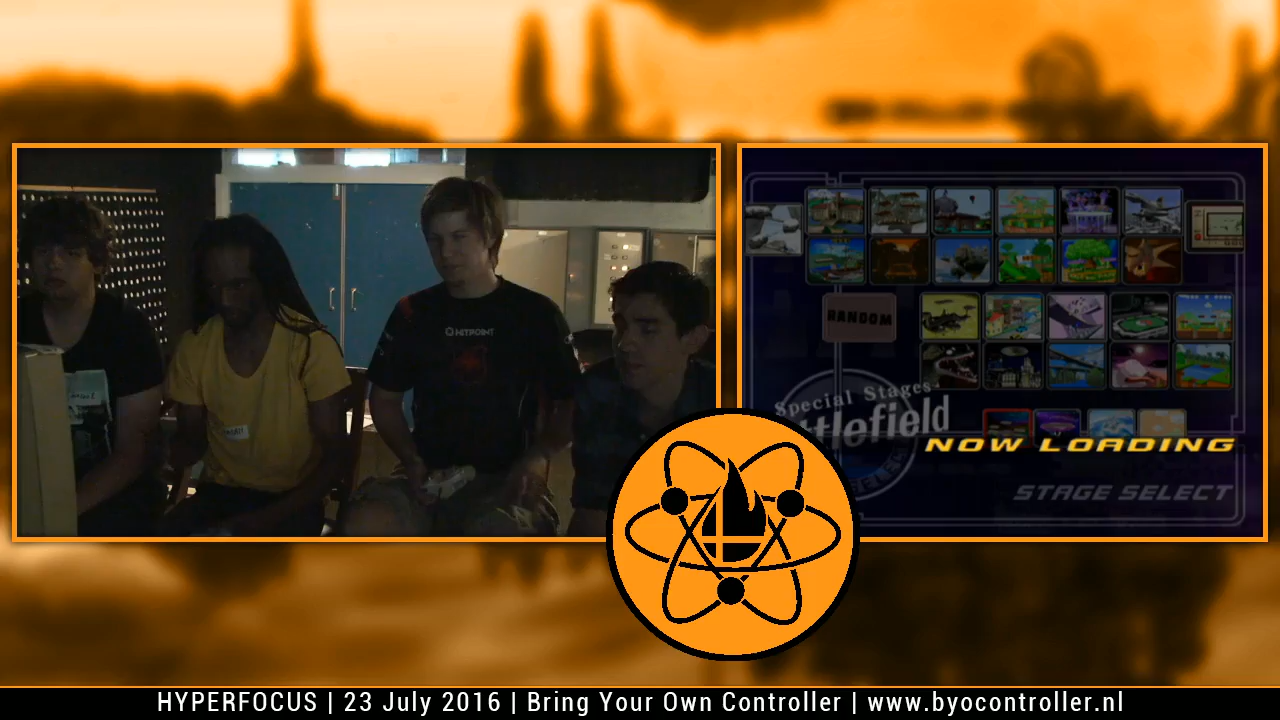 HITPOINT
RANDOM
Special Stages
ttlefield
NOW LOADING
STAGE SELECT
HYPERFOCUS | 23 July 2016 | Bring Your Own Controller | www.byocontroller.nl